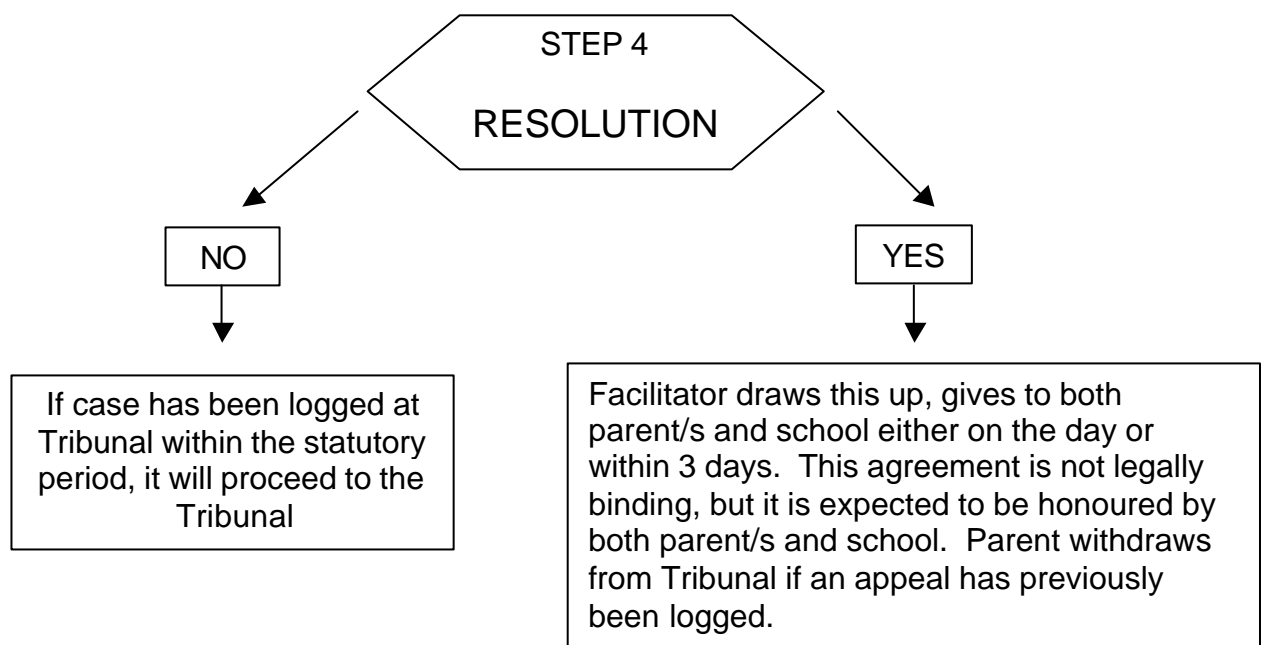 STEP 4
RESOLUTION
NO
YES
If case has been logged at
Tribunal within the statutory
period, it will proceed to the
Tribunal
Facilitator draws this up, gives to both
parent/s and school either on the day or
within 3 days.  This agreement is not legally
binding, but it is expected to be honoured by
both parent/s and school.  Parent withdraws
from Tribunal if an appeal has previously
been logged.